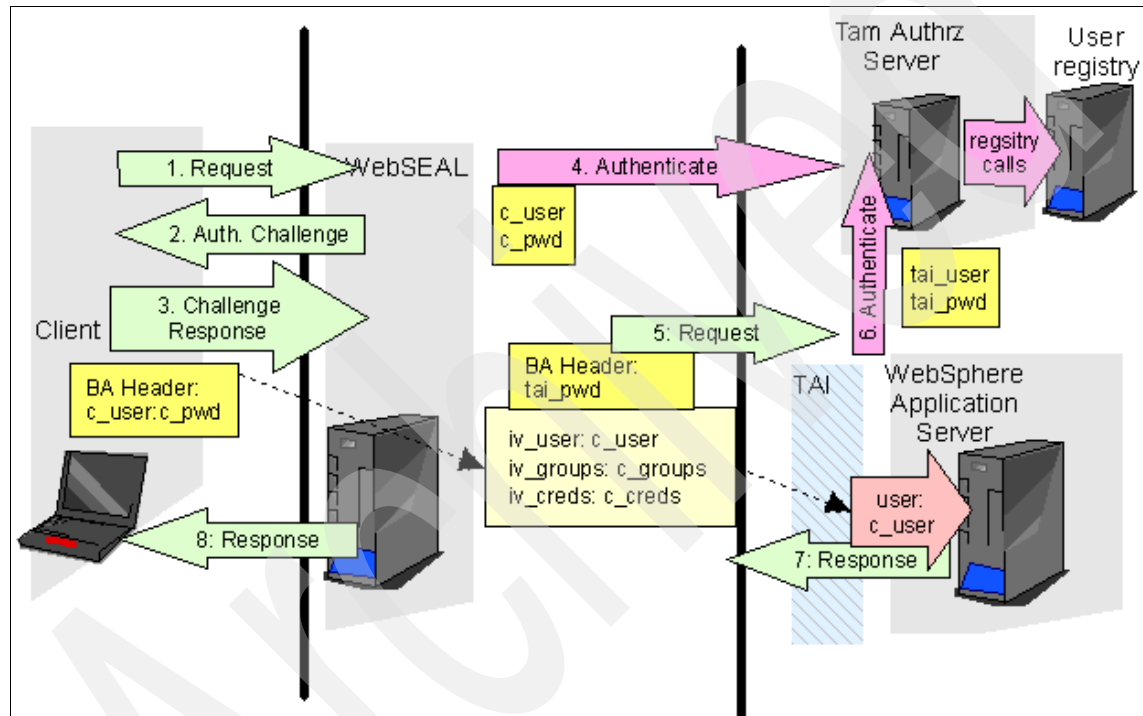 Tam Authrz
Server
User
registry
1. Request
WebSEAL
4. Authenticate
regsitry
calls
2. Auth. Challenge
c_user
c_pwd
3. Challenge
Response
Client
5: Request
6. Authenticate
tai_user
tai_pwd
BA Header:
c_user:c_pwd
BA Header:
tai_pwd
TAI
WebSphere
Application
Server
iv_user: c_user
iv_groups: c_groups
iv_creds: c_creds
user:
c_user
8: Response
7: Response
Archive